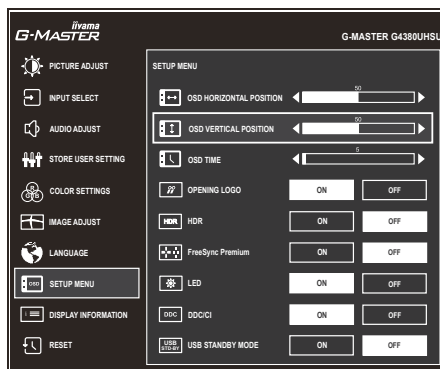 iiyama
G-MASTER
G-MASTER G4380UHSU
PICTURE ADJUST
INPUT SELECT
AUDIO ADJUST
STORE USER SETTING
R
G B
COLOR SETTINGS
IMAGE ADJUST
LANGUAGE
OSD
SETUP MENU
i
DISPLAY INFORMATION
RESET
SETUP MENU
OSD HORIZONTAL POSITION
50
OSD VERTICAL POSITION
50
OSD TIME
5
OPENING LOGO
ON OFF
HDR HDR
ON OFF
FreeSync Premium
ON OFF
LED
ON OFF
DDC DDC/CI
ON OFF
USB
STD-BY
USB STANDBY MODE
ON OFF